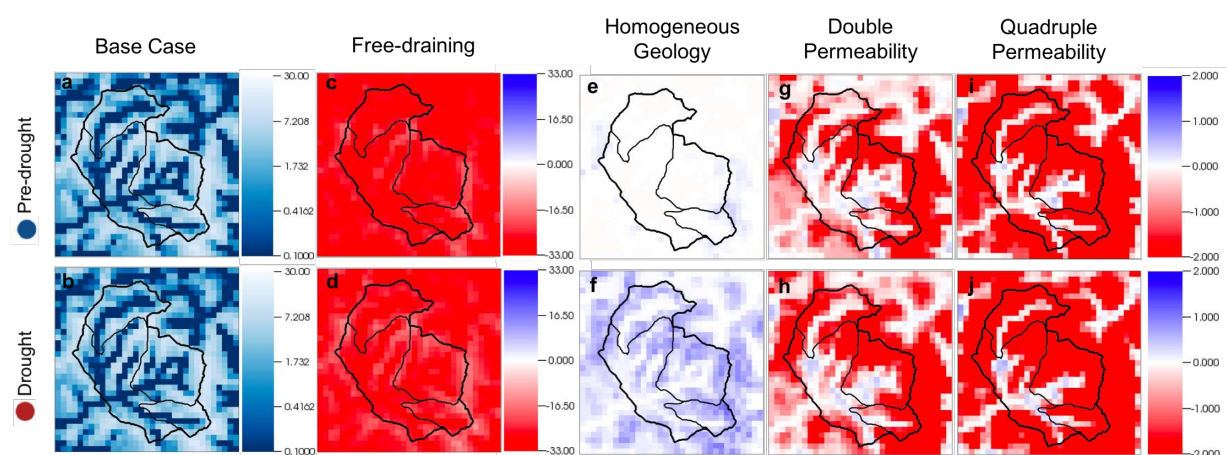 Base Case
Free-draining
Homogeneous
Geology
Double
Permeability
Quadruple
Permeability
Pre-drought
a
30.00
7.208
1.732
0.4162
0.1000
c
33.00
16.50
0.000
-16.50
-33.00
e
g
i
2.000
1.000
0.000
-1.000
-2.000
Drought
b
30.00
7.208
1.732
0.4162
0.1000
d
33.00
16.50
0.000
-16.50
-33.00
f
h
j
2.000
1.000
0.000
-1.000
-2.000